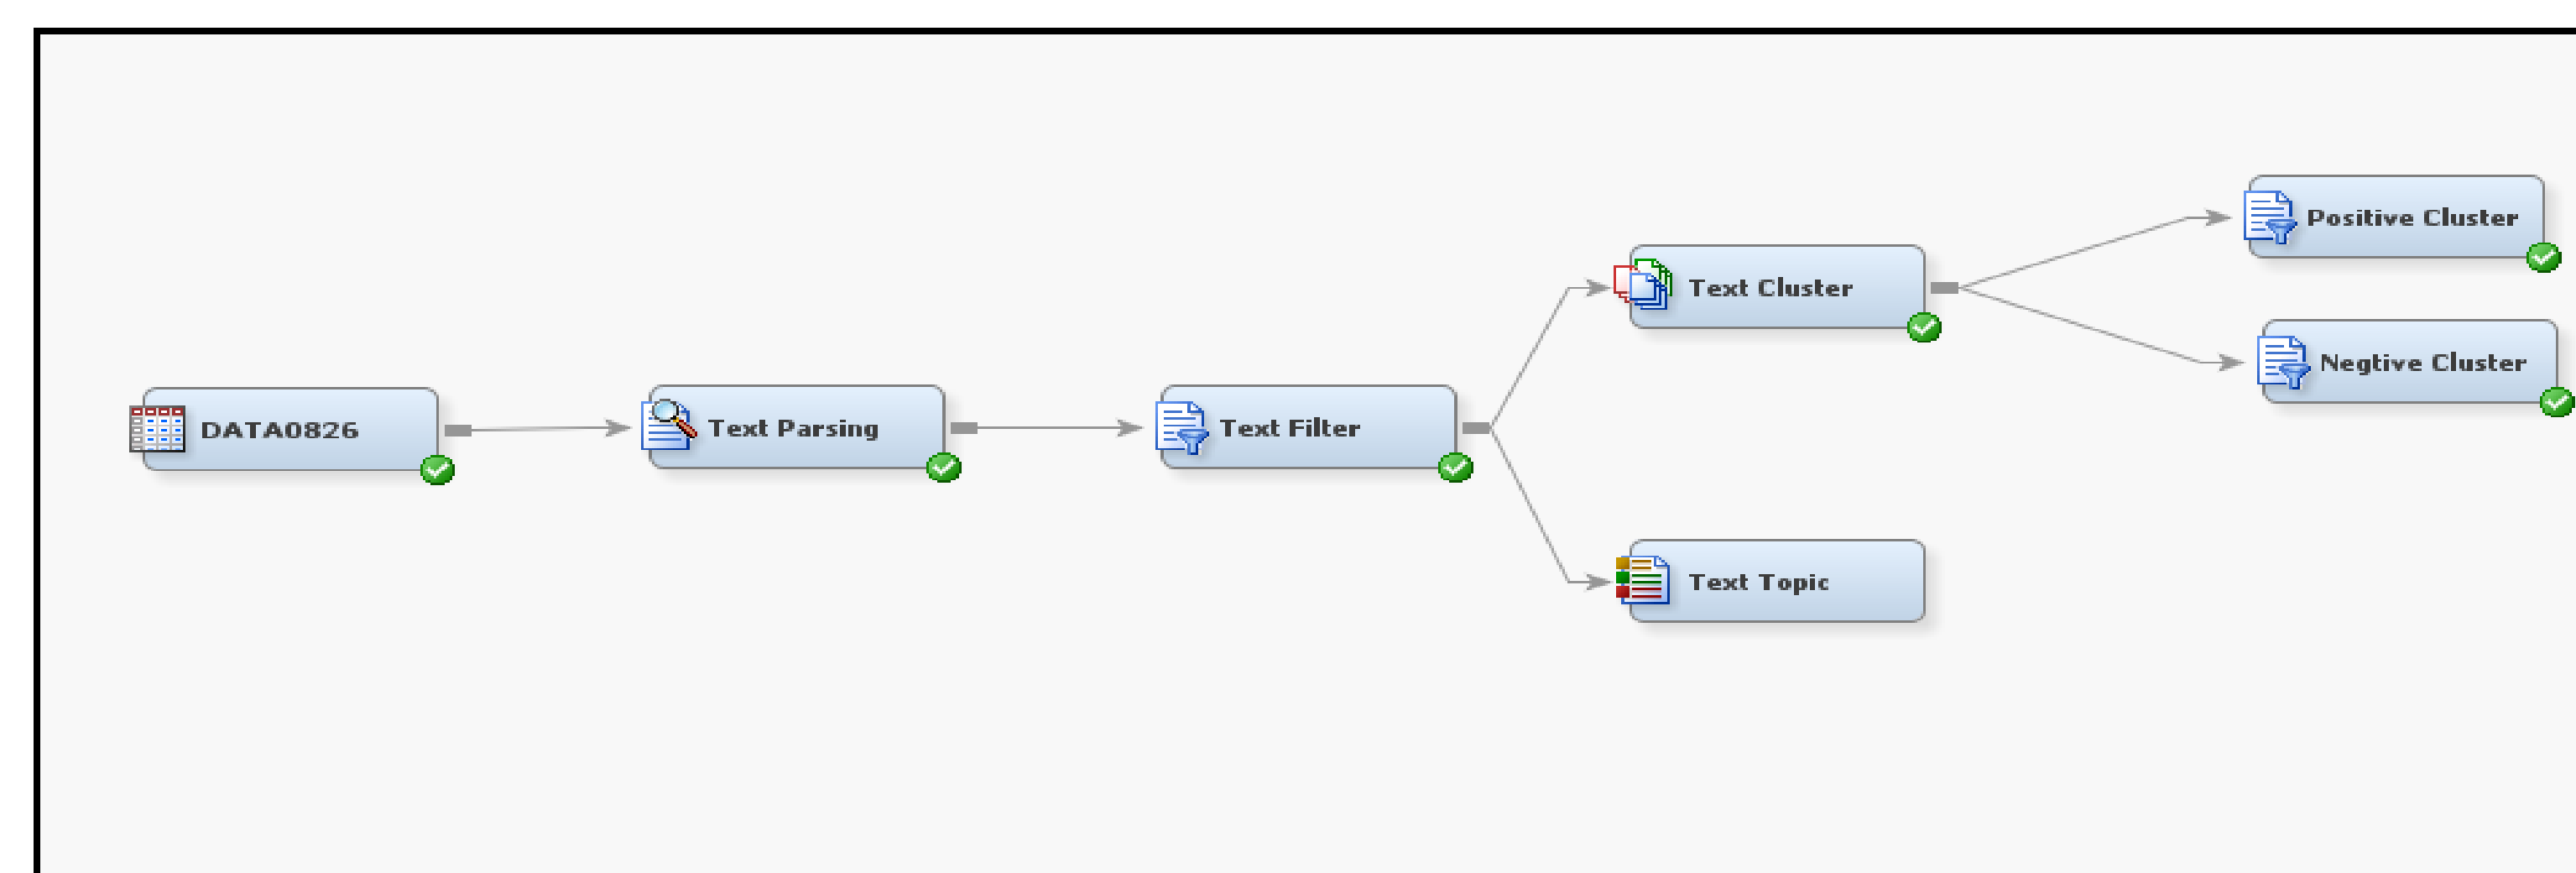 DATA0826
Text Parsing
Text Filter
Text Cluster
Text Topic
Positive Cluster
Negtive Cluster